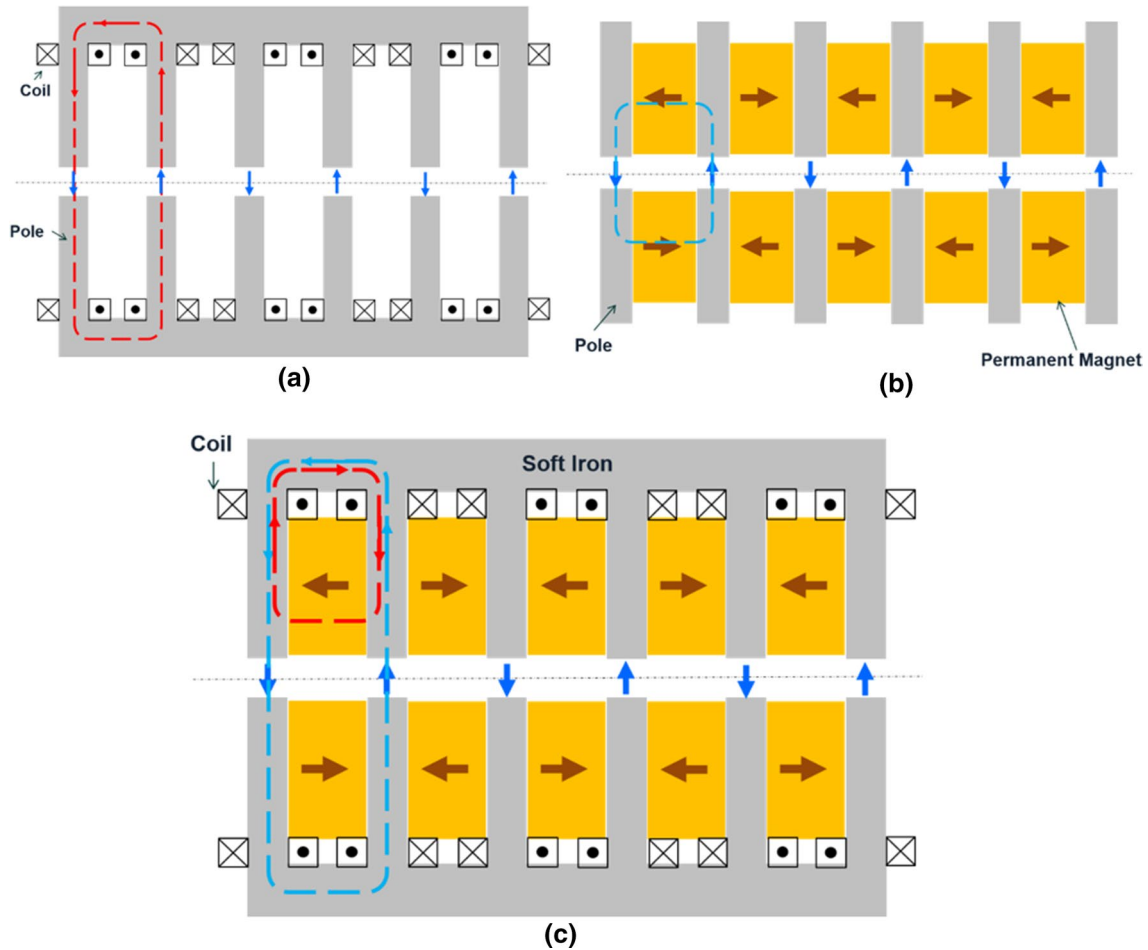 Coil
Pole
(a)
Pole
Permanent Magnet
(b)
Coil
Soft Iron
(c)